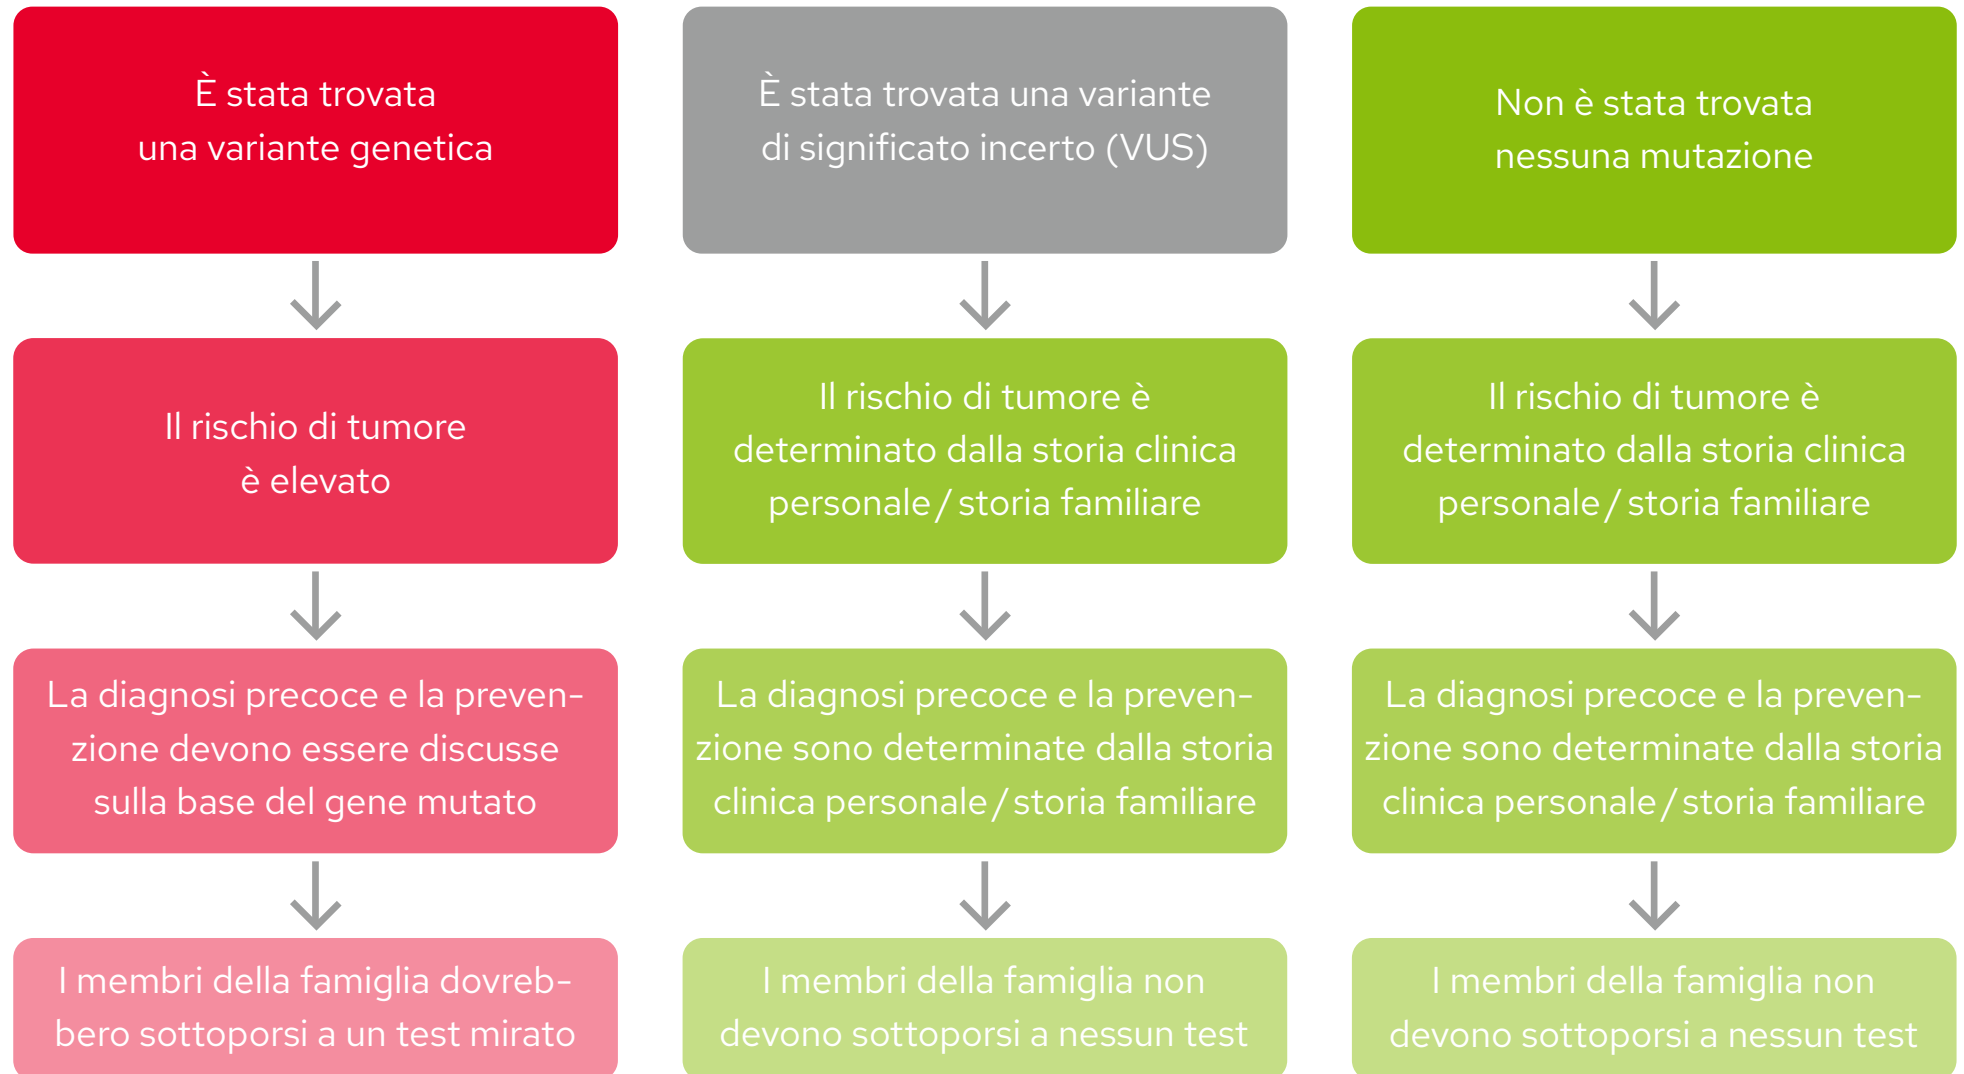 È stata trovata
una variante genetica
È stata trovata una variante
di significato incerto (VUS)
Non è stata trovata
nessuna mutazione
Il rischio di tumore
è elevato
Il rischio di tumore è
determinato dalla storia clinica
personale / storia familiare
Il rischio di tumore è
determinato dalla storia clinica
personale / storia familiare
La diagnosi precoce e la preven-
zione devono essere discusse
sulla base del gene mutato
La diagnosi precoce e la preven-
zione sono determinate dalla storia
clinica personale / storia familiare
La diagnosi precoce e la preven-
zione sono determinate dalla storia
clinica personale / storia familiare
I membri della famiglia dovreb-
bero sottoporsi a un test mirato
I membri della famiglia non
devono sottoporsi a nessun test
I membri della famiglia non
devono sottoporsi a nessun test